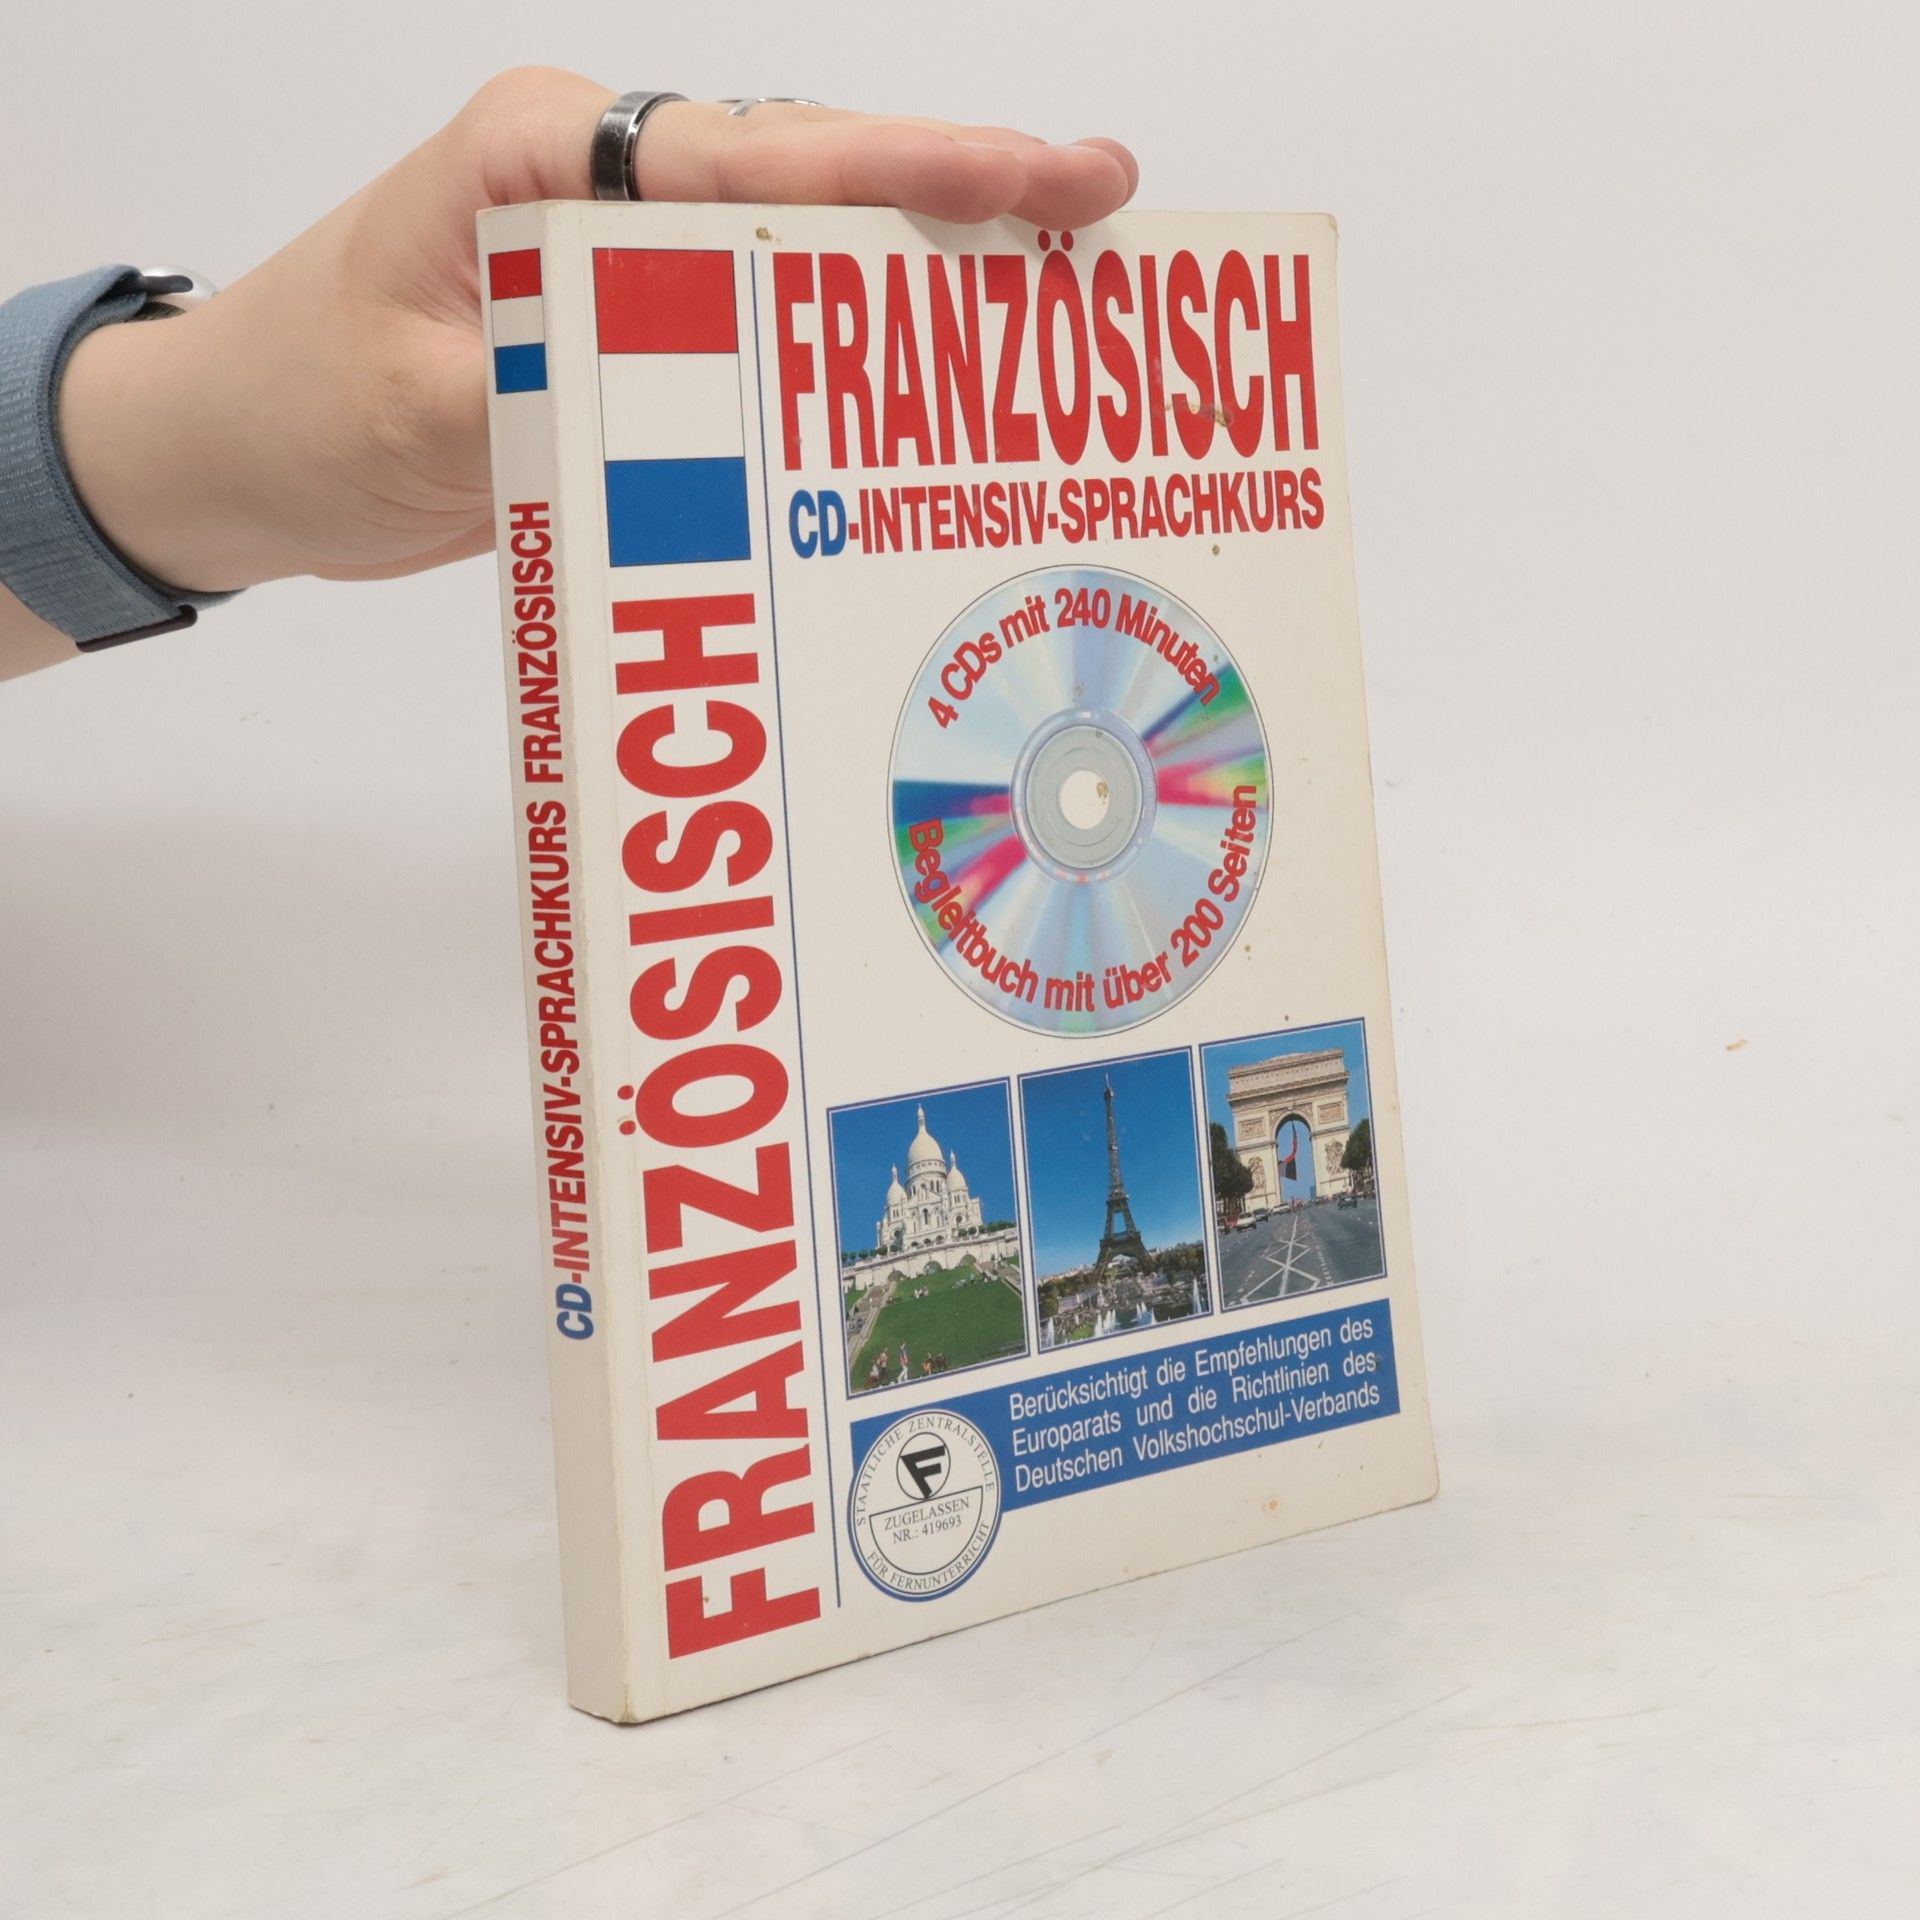 FRANZÖSISCH
CD-INTENSIV-SPRACHKURS
4 CDs mit 240 Minuten
Begleitbuch mit über 200 Seiten
Berücksichtigt die Empfehlungen des
Europarats und die Richtlinien des
Deutschen Volkshochschul-Verbands
STAATLICHE ZENTRALSTELLE
F
ZUGELASSEN
NR.: 419693
FÜR FERNUNTERRICHT
FRANZÖSISCH
CD-INTENSIV-SPRACHKURS FRANZÖSISCH